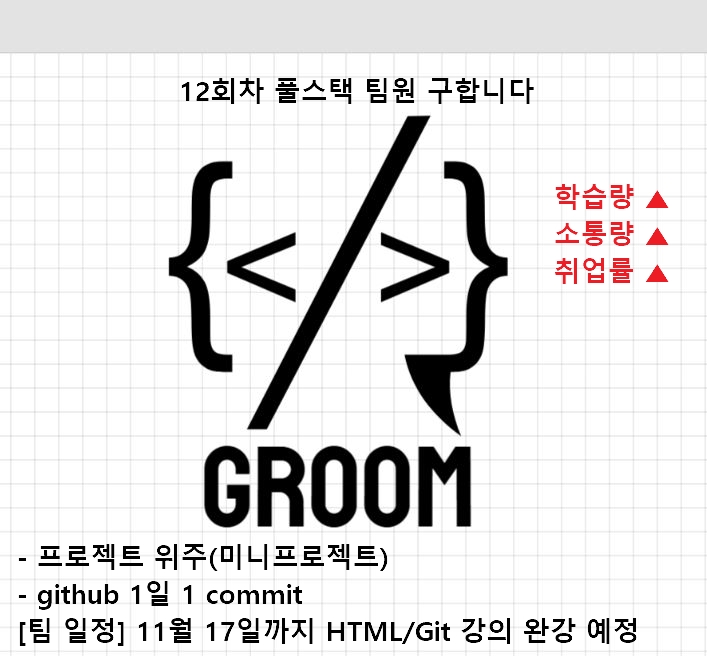 12회차 풀스택 팀원 구합니다
{</>}
학습량 ▲
소통량 ▲
취업률 ▲
GROOM
- 프로젝트 위주(미니프로젝트)
- github 1일 1 commit
[팀 일정] 11월 17일까지 HTML/Git 강의 완강 예정